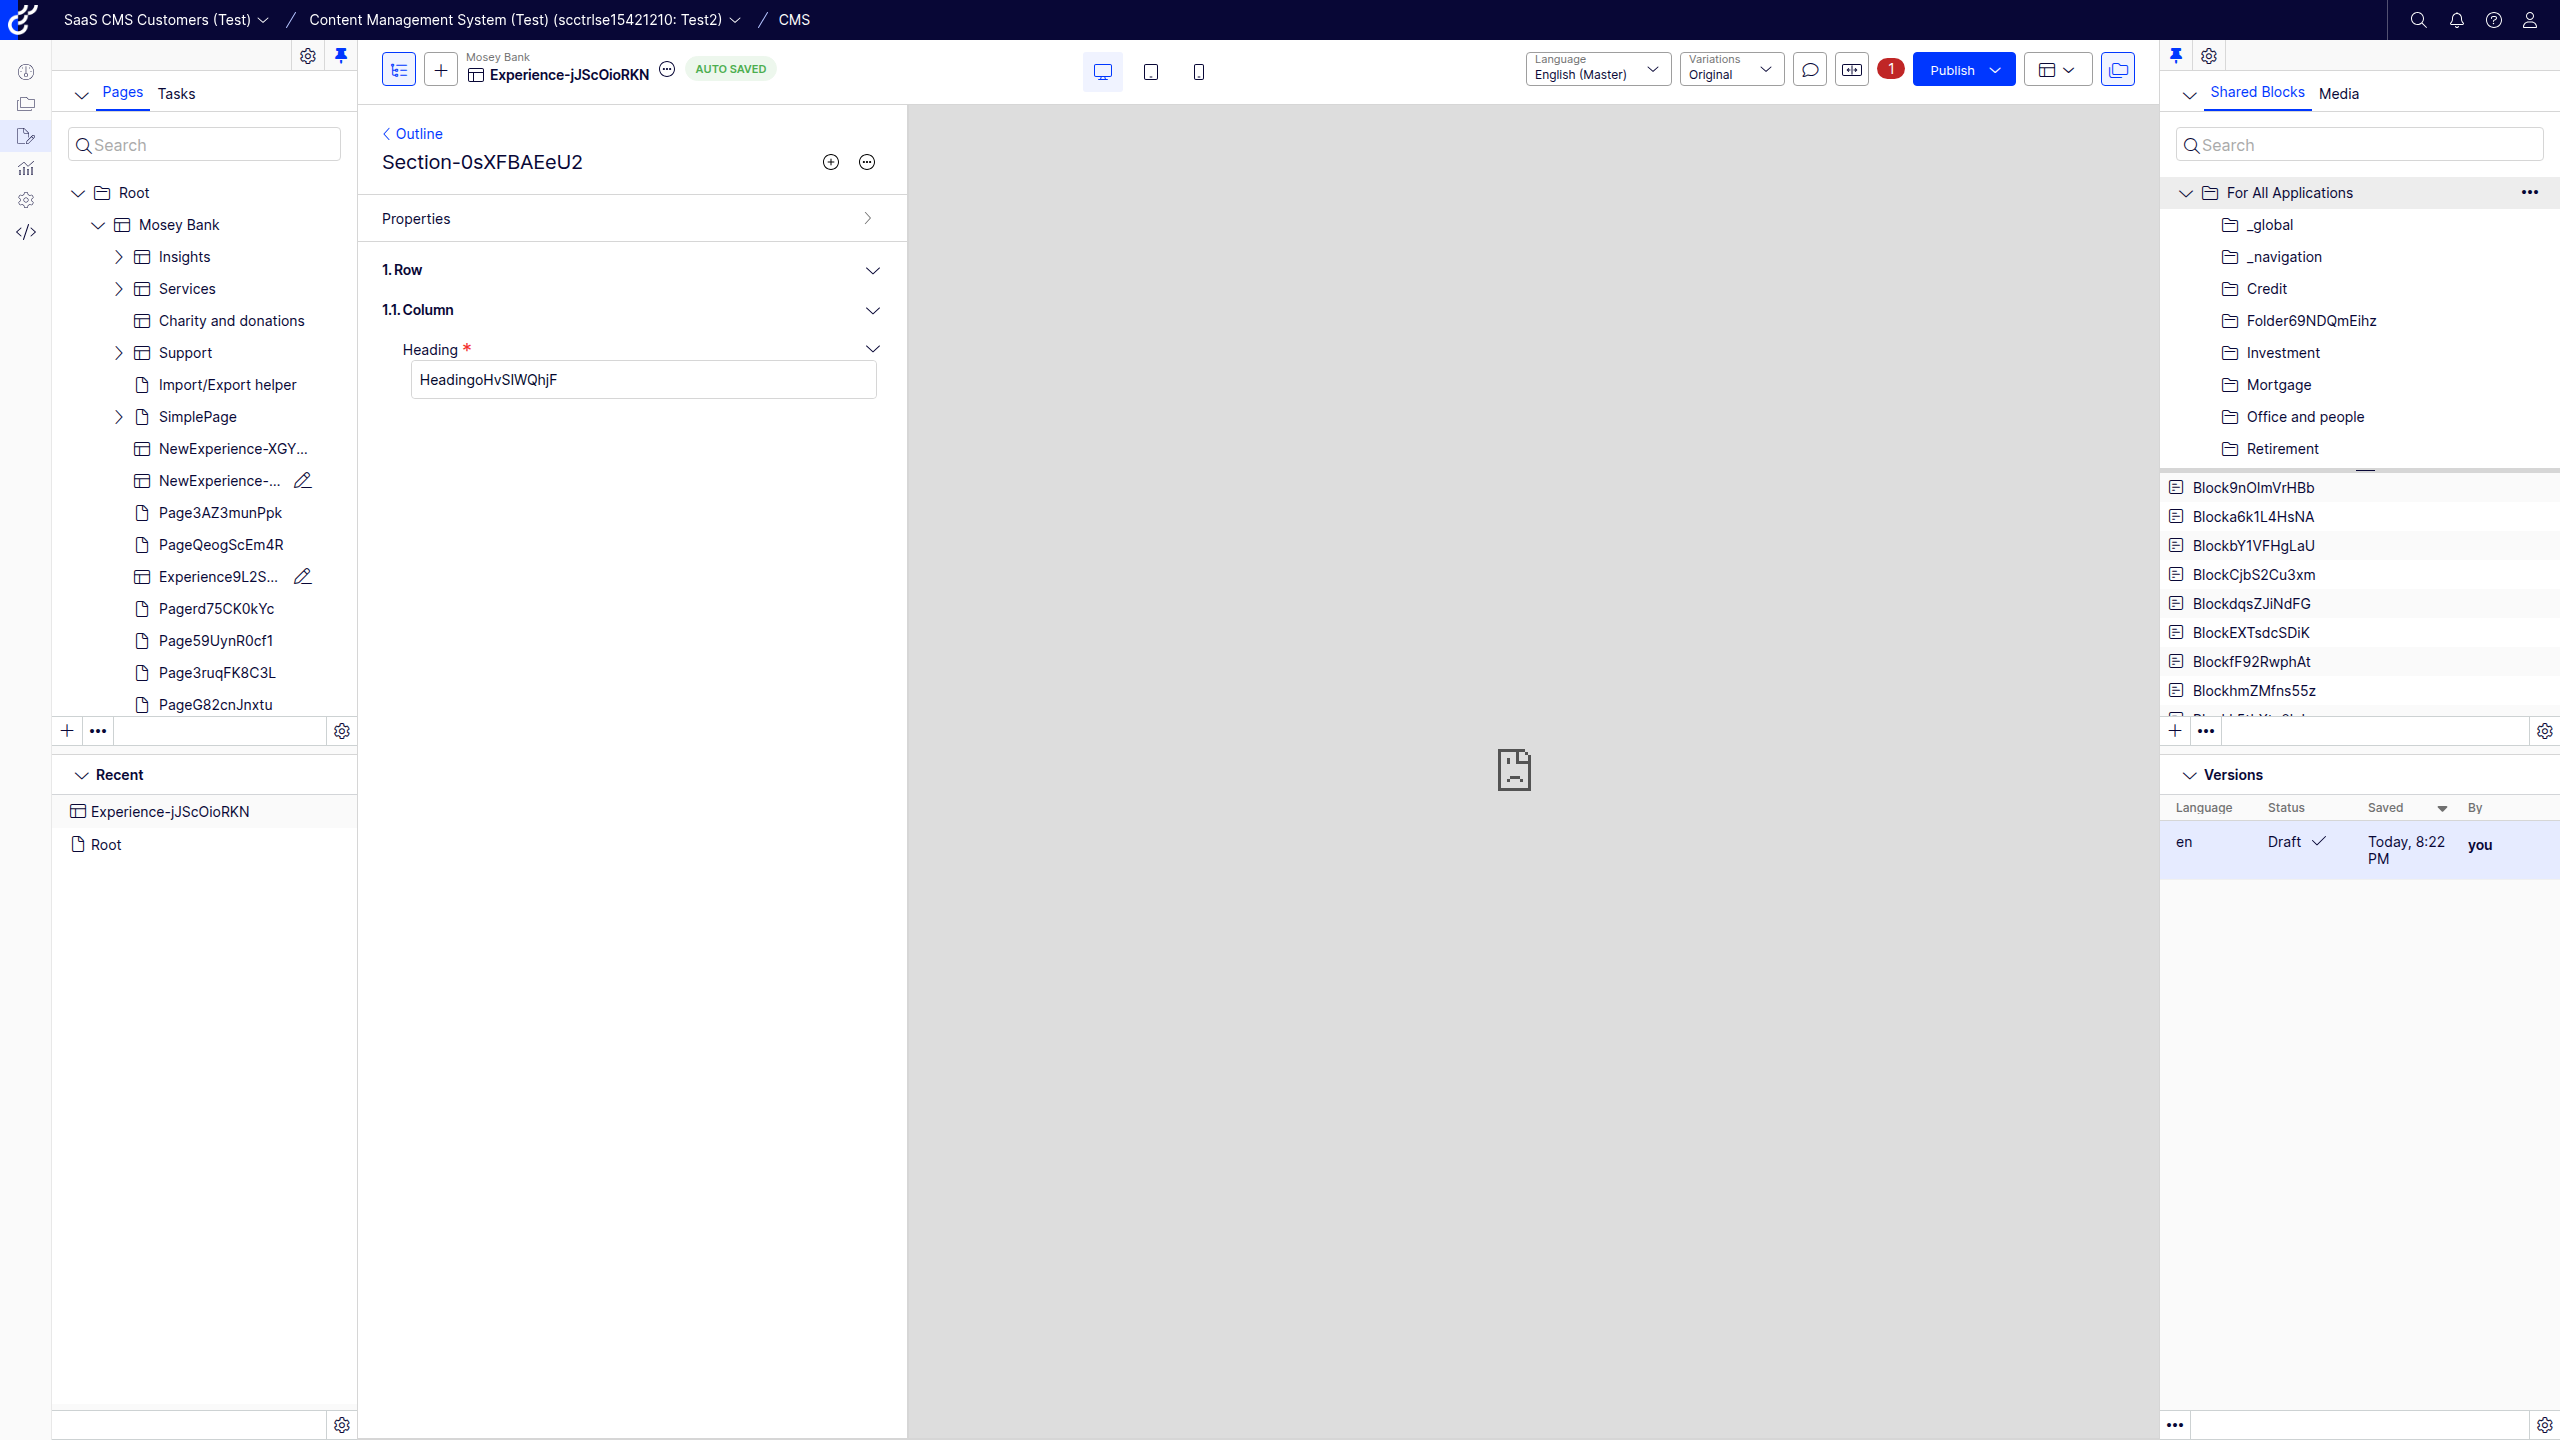 SaaS CMS Customers (Test)
Content Management System (Test) (scctrlse15421210: Test2)
CMS
Pages
Tasks
Search
Root
Mosey Bank
Insights
Services
Charity and donations
Support
Import/Export helper
SimplePage
NewExperience-XGY...
NewExperience-...
Page3AZ3munPpk
PageQeogScEm4R
Experience9L2S...
Pagerd75CK0kYc
Page59UynR0cf1
Page3ruqFK8C3L
PageG82cnJnxtu
Recent
Experience-jJScOioRKN
Root
Mosey Bank
Experience-jJScOioRKN
AUTO SAVED
Language
English (Master)
Variations
Original
1
Publish
Outline
Section-0sXFBAEeU2
Properties
1. Row
1.1. Column
Heading *
HeadingoHvSlWQhjF
Shared Blocks
Media
Search
For All Applications
_global
_navigation
Credit
Folder69NDQmEihz
Investment
Mortgage
Office and people
Retirement
Block9nOlmVrHBb
Blocka6k1L4HsNA
BlockbY1VFHgLaU
BlockCjbS2Cu3xm
BlockdqsZJiNdFG
BlockEXTsdcSDiK
BlockfF92RwphAt
BlockhmZMfns55z
Versions
Language
Status
Saved
By
en
Draft
Today, 8:22
PM
you